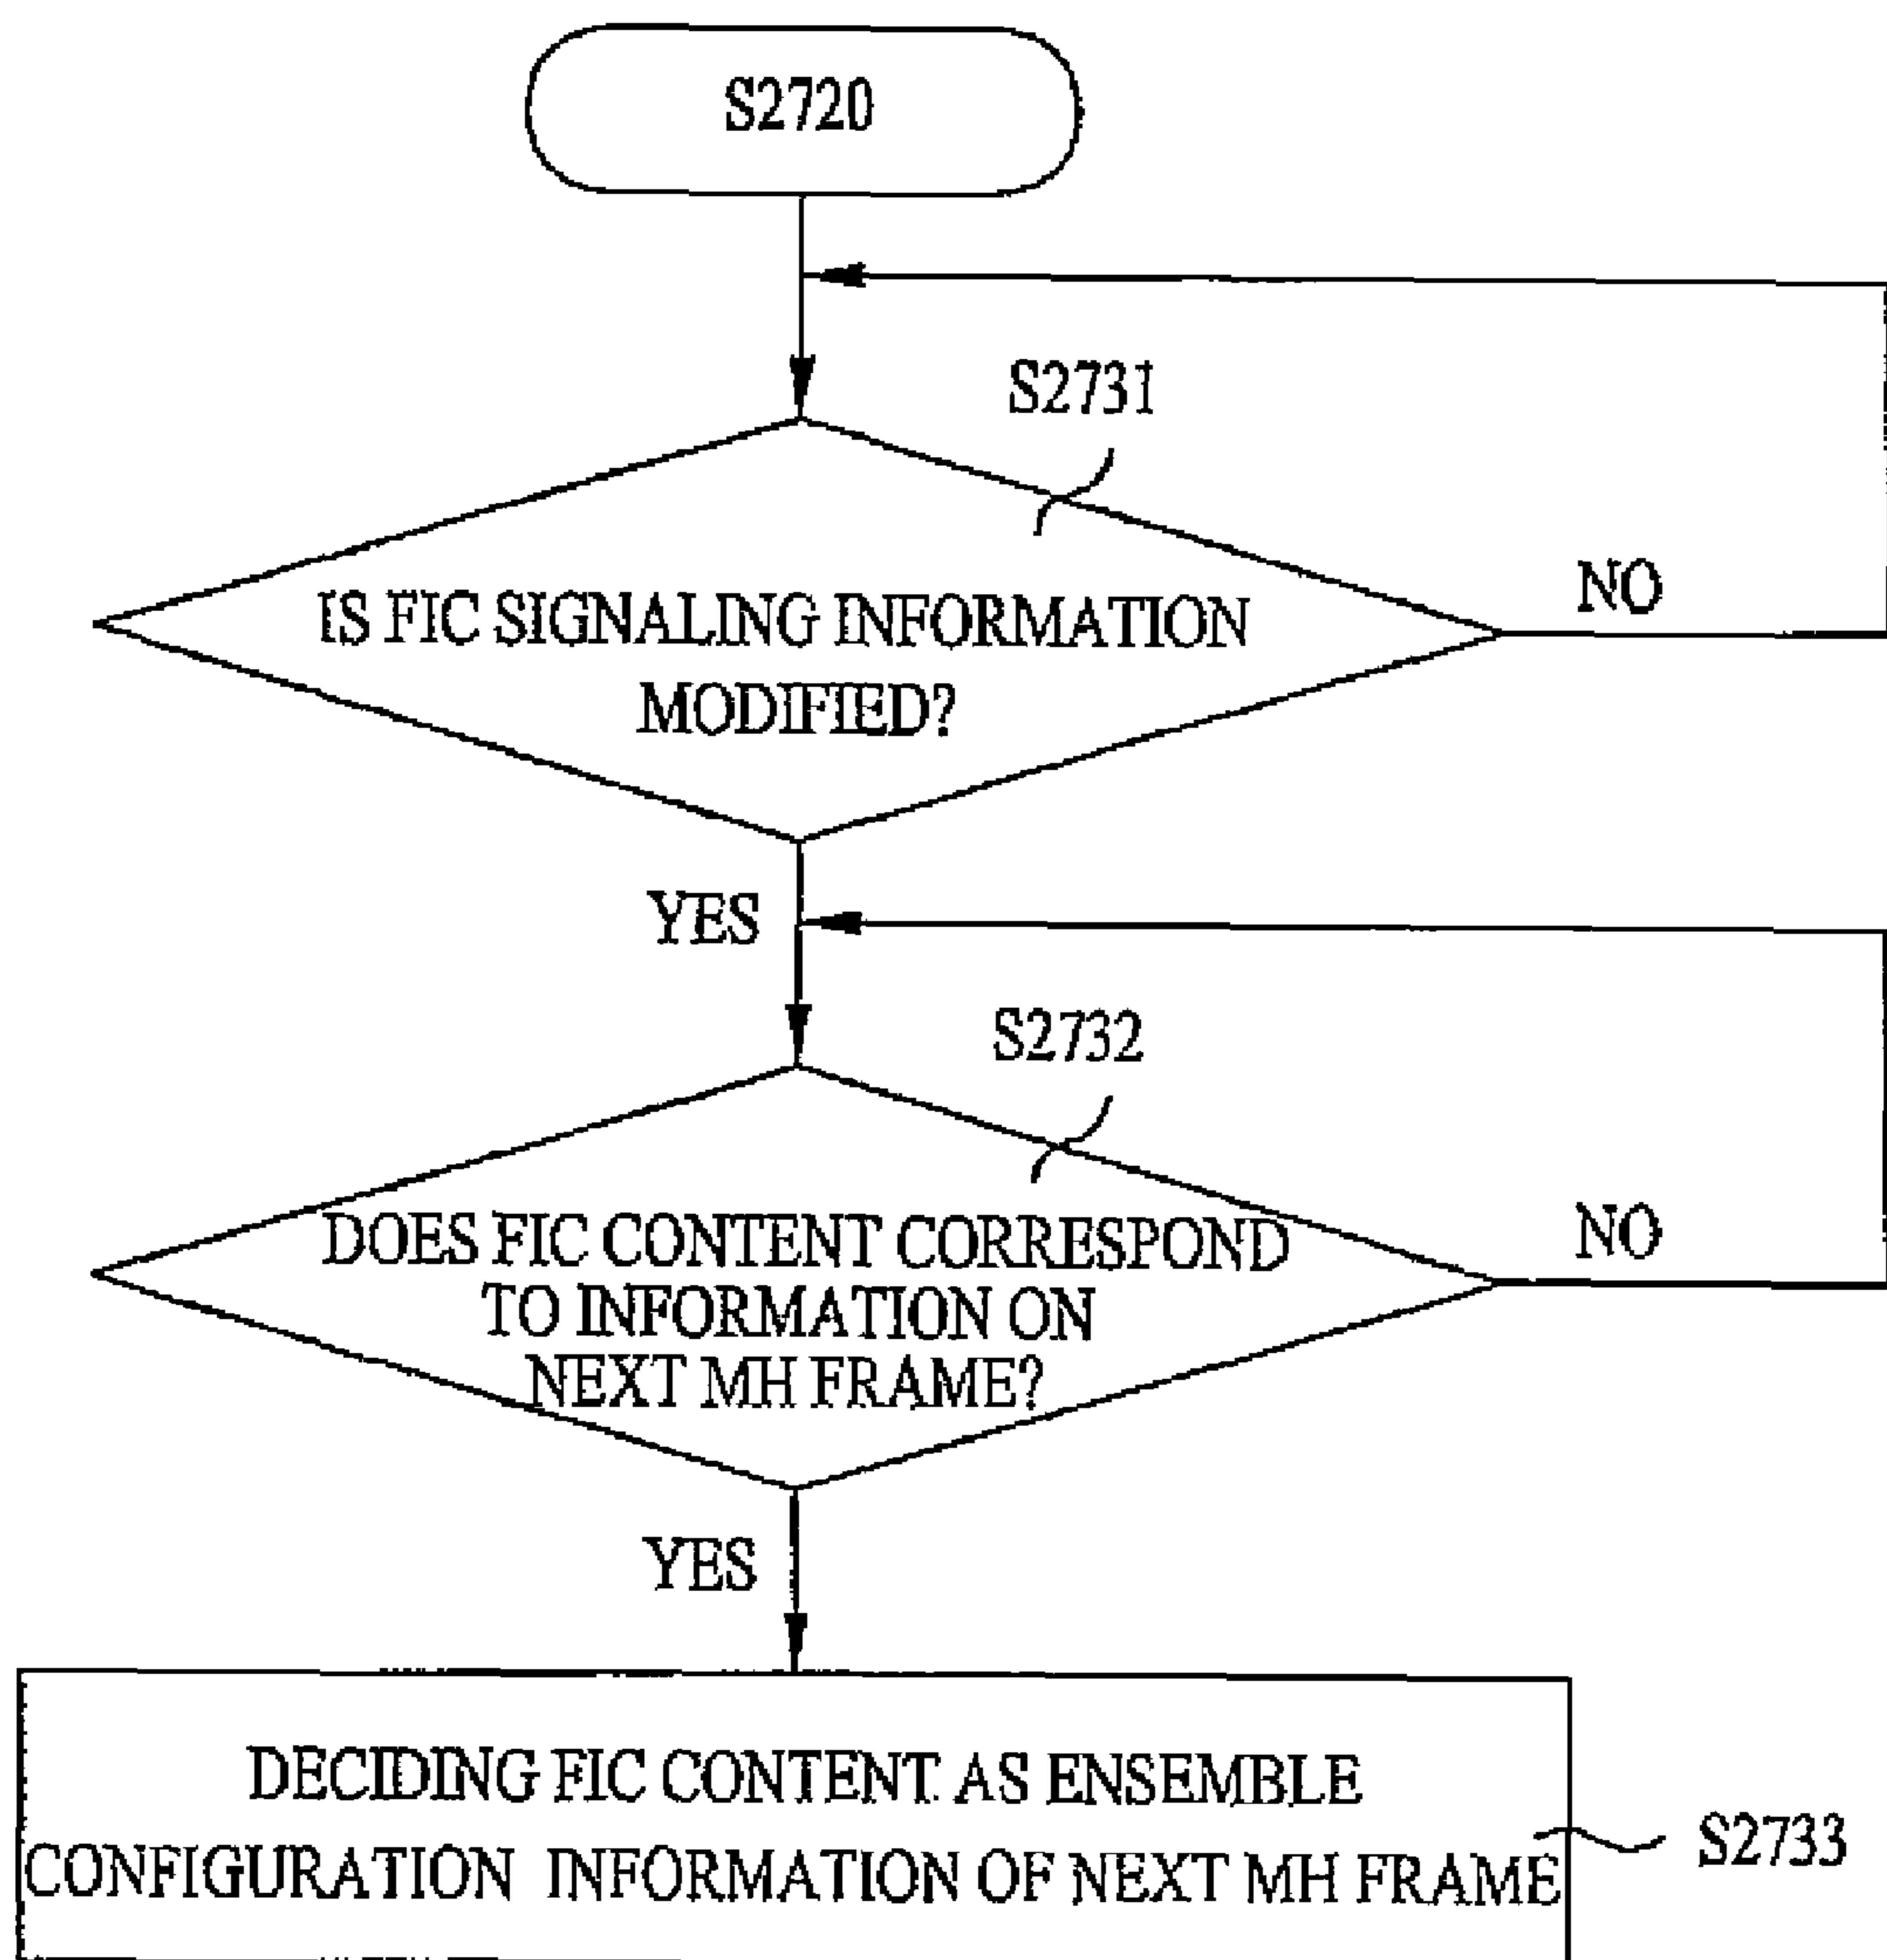 S2720
S2731
IS FIC SIGNALING INFORMATION
MODIFIED?
NO
YES
S2732
DOES FIC CONTENT CORRESPOND
TO INFORMATION ON
NEXT MH FRAME?
NO
YES
DECIDING FIC CONTENT AS ENSEMBLE
CONFIGURATION INFORMATION OF NEXT MH FRAME
S2733